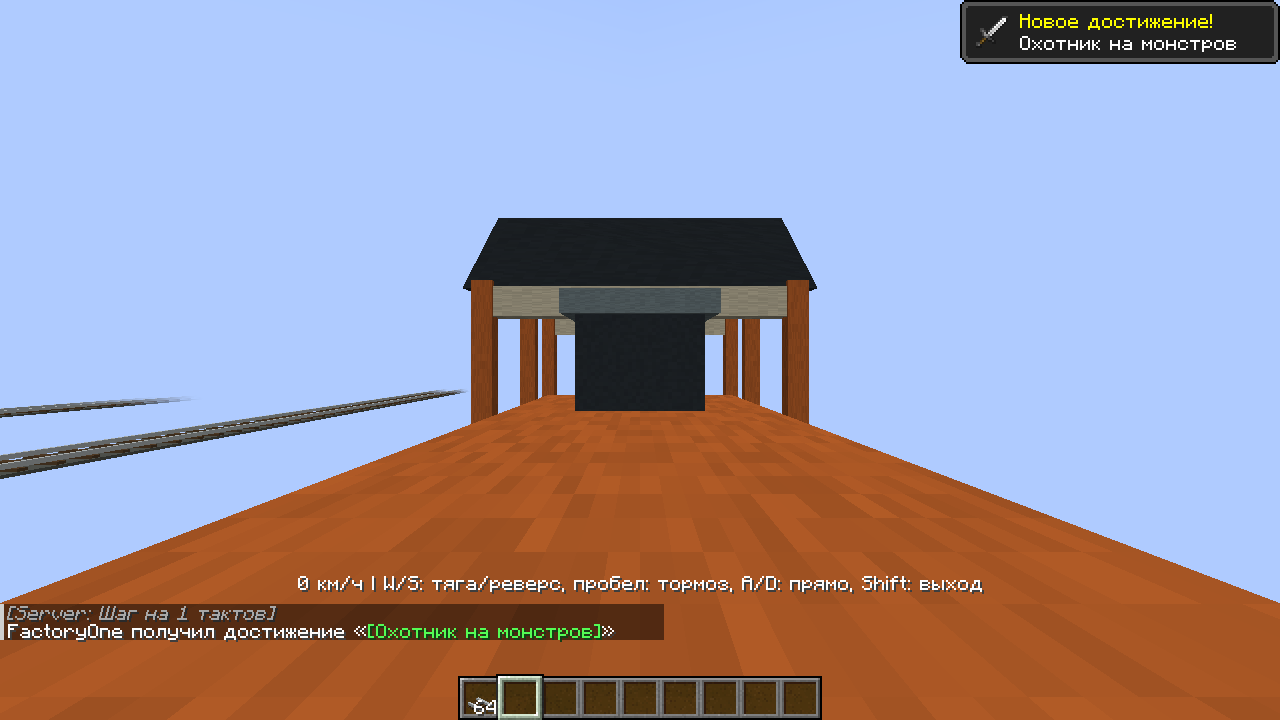 Новое достижение!
Охотник на монстров
0 км/ч | W/S: тяга/реверс, пробел: тормоз, A/D: прямо, Shift: выход
[Server: Шаг на 1 тактов]
FactoryOne получил достижение «[Охотник на монстров]»
64